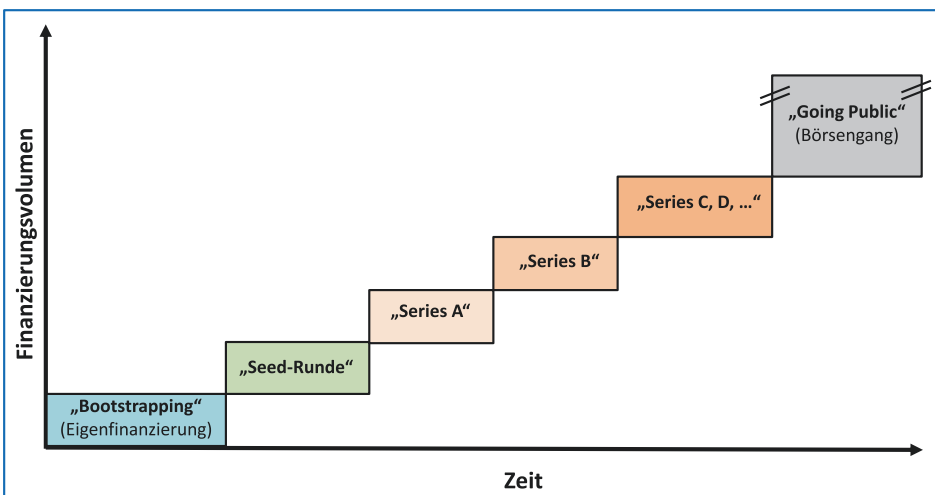 Finanzierungsvolumen
„Going Public“
(Börsengang)
„Series C, D, ...“
„Series B“
„Series A“
„Seed-Runde“
„Bootstrapping“
(Eigenfinanzierung)
Zeit